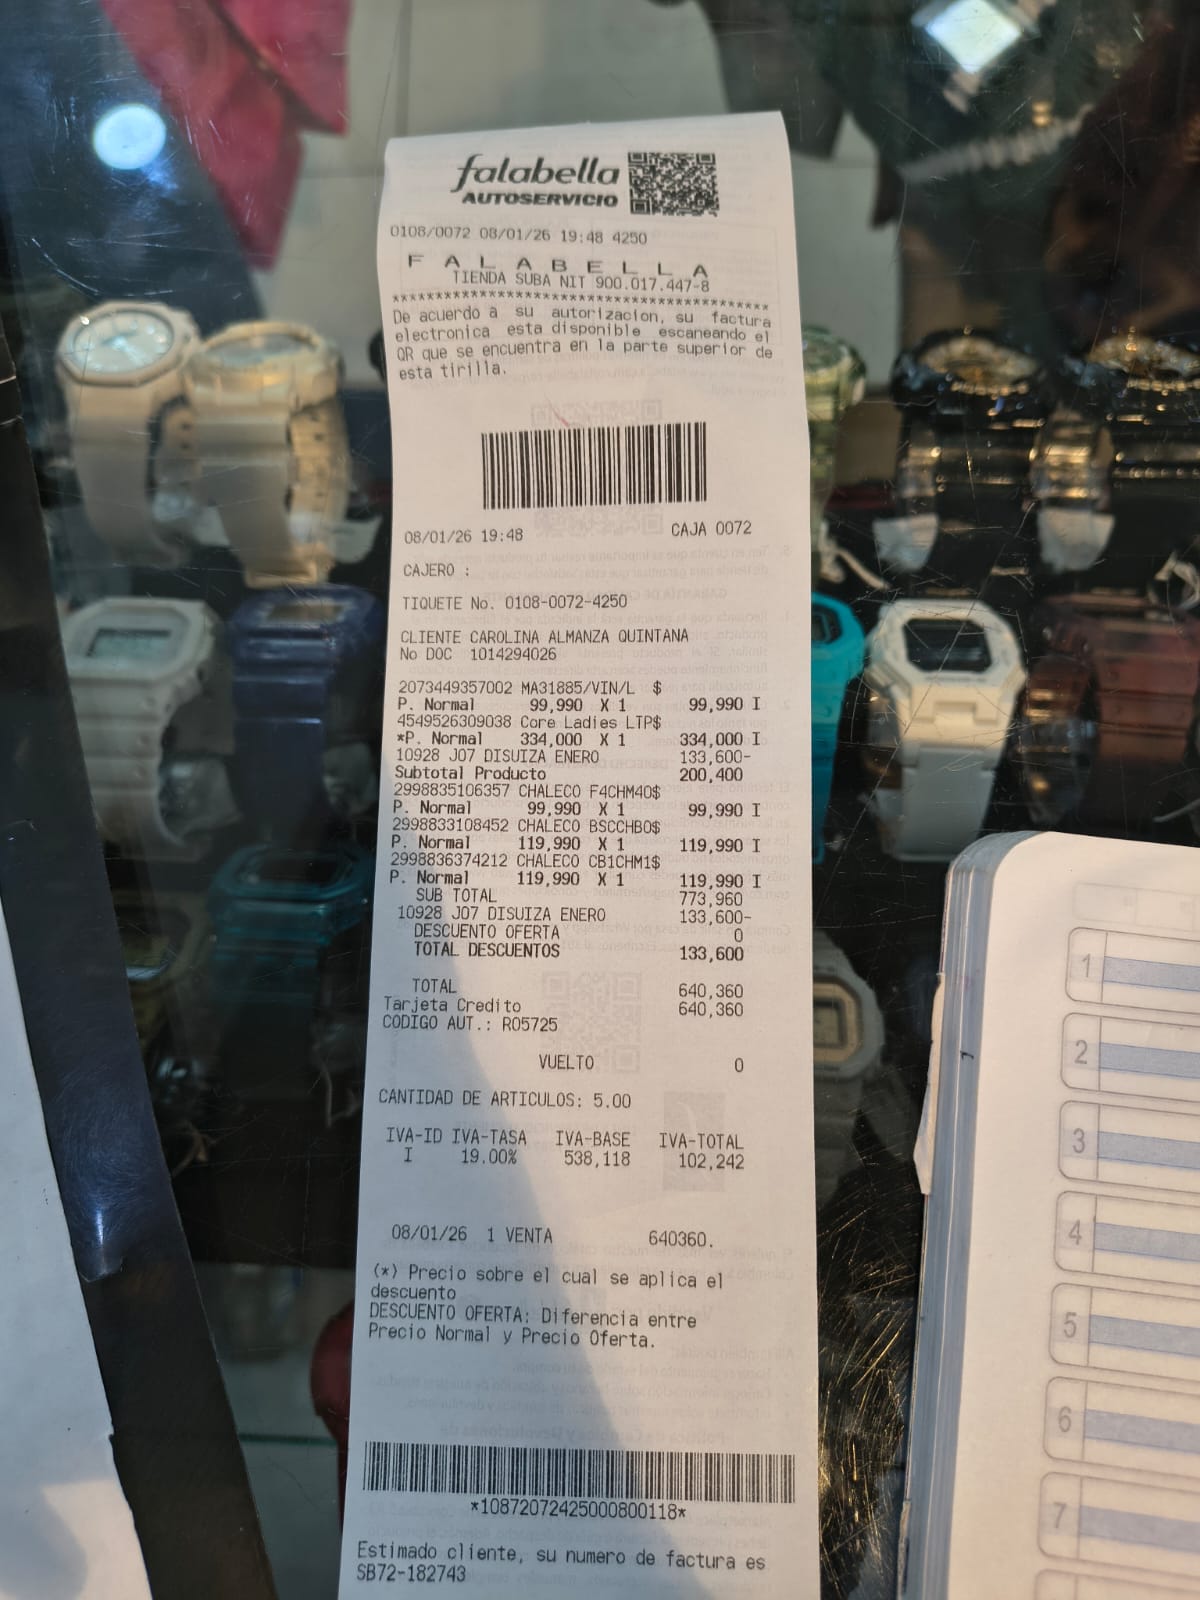 falabella
AUTOSERVICIO
0108/0072 08/01/26 19:48 4250
F A L A B E L L A
TIENDA SUBA NIT 900.017.447-8
****************************************
De acuerdo a su autorizacion, su factura
electronica esta disponible escaneando el
QR que se encuentra en la parte superior de
esta tirilla.
08/01/26 19:48 CAJA 0072
CAJERO :
TIQUETE No. 0108-0072-4250
CLIENTE CAROLINA ALMANZA QUINTANA
No DOC 1014294026
2073449357002 MA31885/VIN/L $
P. Normal 99,990 X 1 99,990 I
4549526309038 Core Ladies LTP$
*P. Normal 334,000 X 1 334,000 I
10928 J07 DISUIZA ENERO 133,600-
Subtotal Producto 200,400
2998835106357 CHALECO F4CHM40$
P. Normal 99,990 X 1 99,990 I
2998833108452 CHALECO BSCCHBO$
P. Normal 119,990 X 1 119,990 I
2998836374212 CHALECO CB1CHM1$
P. Normal 119,990 X 1 119,990 I
SUB TOTAL 773,960
10928 J07 DISUIZA ENERO 133,600-
DESCUENTO OFERTA 0
TOTAL DESCUENTOS 133,600
TOTAL 640,360
Tarjeta Credito 640,360
CODIGO AUT.: R05725
VUELTO 0
CANTIDAD DE ARTICULOS: 5.00
IVA-ID IVA-TASA IVA-BASE IVA-TOTAL
I 19.00% 538,118 102,242
08/01/26 1 VENTA 640360.
(*) Precio sobre el cual se aplica el
descuento
DESCUENTO OFERTA: Diferencia entre
Precio Normal y Precio Oferta.
*10872072425000800118*
Estimado cliente, su numero de factura es
SB72-182743
1
2
3
4
5
6
7